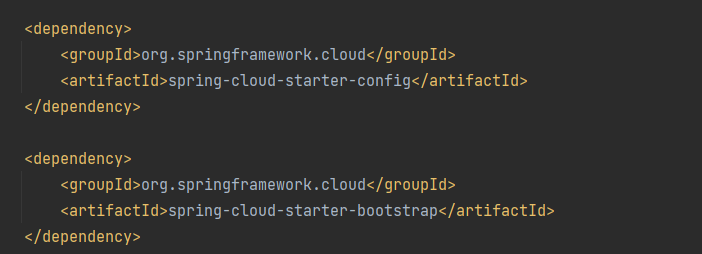 <dependency>
    <groupId>org.springframework.cloud</groupId>
    <artifactId>spring-cloud-starter-config</artifactId>
</dependency>

<dependency>
    <groupId>org.springframework.cloud</groupId>
    <artifactId>spring-cloud-starter-bootstrap</artifactId>
</dependency>